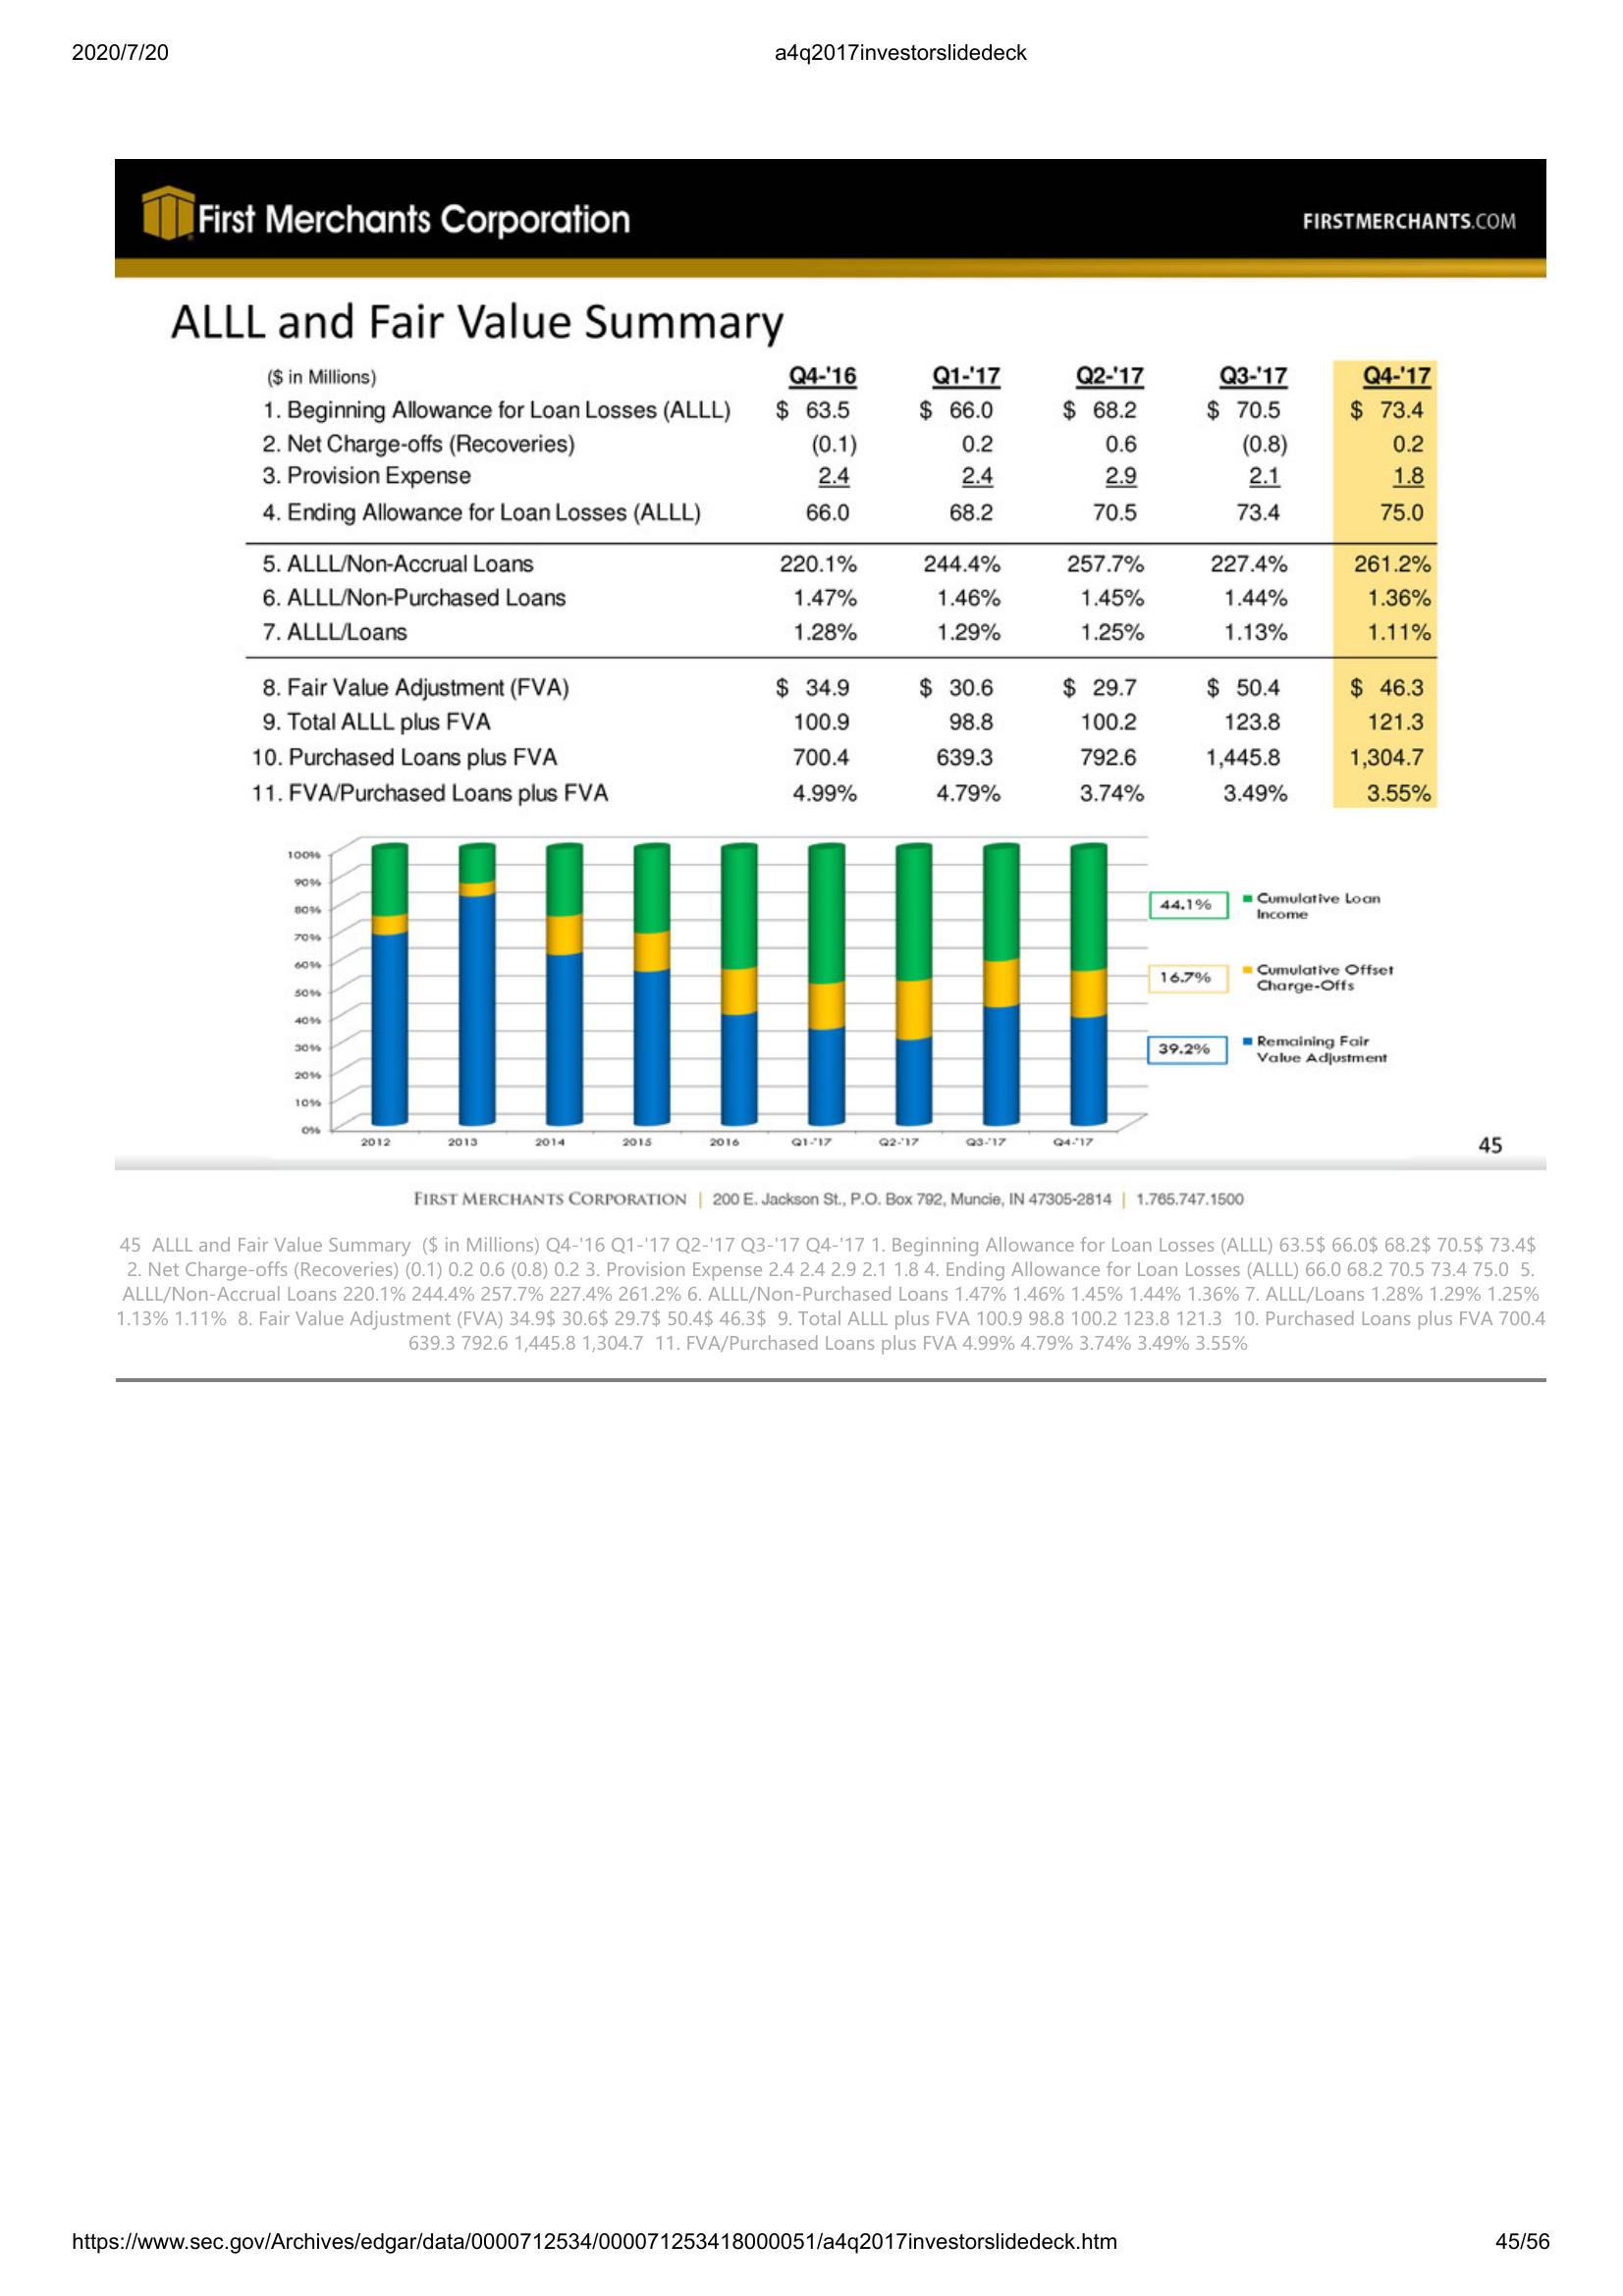 2020/7/20 a4q2017investorslidedeck
First Merchants Corporation FIRSTMERCHANTS.COM
ALLL and Fair Value Summary
($ in Millions) Q4-'16 Q1-'17 Q2-'17 Q3-'17 Q4-'17
1. Beginning Allowance for Loan Losses (ALLL) $ 63.5 $ 66.0 $ 68.2 $ 70.5 $ 73.4
2. Net Charge-offs (Recoveries) (0.1) 0.2 0.6 (0.8) 0.2
3. Provision Expense 2.4 2.4 2.9 2.1 1.8
4. Ending Allowance for Loan Losses (ALLL) 66.0 68.2 70.5 73.4 75.0
5. ALLL/Non-Accrual Loans 220.1% 244.4% 257.7% 227.4% 261.2%
6. ALLL/Non-Purchased Loans 1.47% 1.46% 1.45% 1.44% 1.36%
7. ALLL/Loans 1.28% 1.29% 1.25% 1.13% 1.11%
8. Fair Value Adjustment (FVA) $ 34.9 $ 30.6 $ 29.7 $ 50.4 $ 46.3
9. Total ALLL plus FVA 100.9 98.8 100.2 123.8 121.3
10. Purchased Loans plus FVA 700.4 639.3 792.6 1,445.8 1,304.7
11. FVA/Purchased Loans plus FVA 4.99% 4.79% 3.74% 3.49% 3.55%
100%
90%
80%
70%
60%
50%
40%
30%
20%
10%
0%
2012 2013 2014 2015 2016 Q1-'17 Q2-'17 Q3-'17 Q4-'17
44.1% Cumulative Loan
Income
16.7% Cumulative Offset
Charge-Offs
39.2% Remaining Fair
Value Adjustment
45
FIRST MERCHANTS CORPORATION | 200 E. Jackson St., P.O. Box 792, Muncie, IN 47305-2814 | 1.765.747.1500
45 ALLL and Fair Value Summary ($ in Millions) Q4-'16 Q1-'17 Q2-'17 Q3-'17 Q4-'17 1. Beginning Allowance for Loan Losses (ALLL) 63.5$ 66.0$ 68.2$ 70.5$ 73.4$
2. Net Charge-offs (Recoveries) (0.1) 0.2 0.6 (0.8) 0.2 3. Provision Expense 2.4 2.4 2.9 2.1 1.8 4. Ending Allowance for Loan Losses (ALLL) 66.0 68.2 70.5 73.4 75.0 5.
ALLL/Non-Accrual Loans 220.1% 244.4% 257.7% 227.4% 261.2% 6. ALLL/Non-Purchased Loans 1.47% 1.46% 1.45% 1.44% 1.36% 7. ALLL/Loans 1.28% 1.29% 1.25%
1.13% 1.11% 8. Fair Value Adjustment (FVA) 34.9$ 30.6$ 29.7$ 50.4$ 46.3$ 9. Total ALLL plus FVA 100.9 98.8 100.2 123.8 121.3 10. Purchased Loans plus FVA 700.4
639.3 792.6 1,445.8 1,304.7 11. FVA/Purchased Loans plus FVA 4.99% 4.79% 3.74% 3.49% 3.55%
https://www.sec.gov/Archives/edgar/data/0000712534/000071253418000051/a4q2017investorslidedeck.htm 45/56